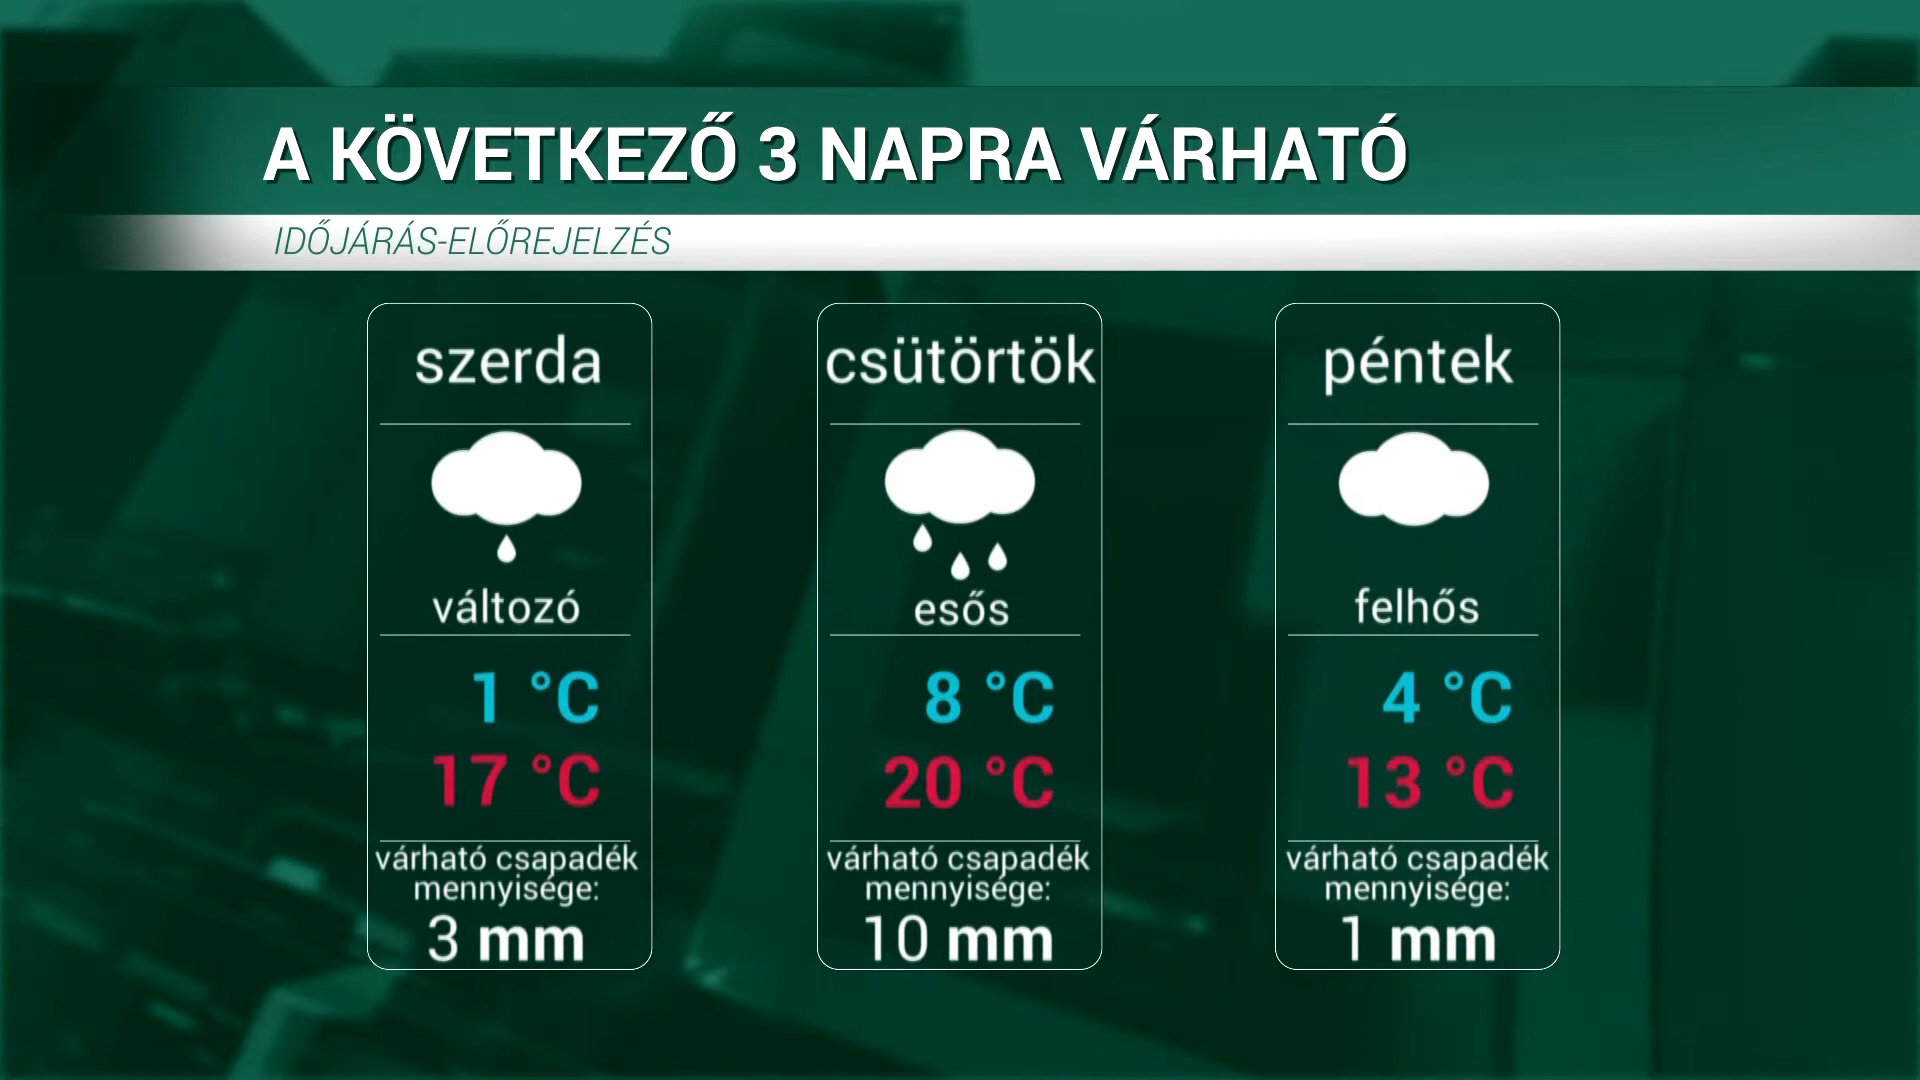 A KÖVETKEZŐ 3 NAPRA VÁRHATÓ
IDŐJÁRÁS-ELŐREJELZÉS
szerda
változó
1 °C
17 °C
várható csapadék
mennyisége:
3 mm
csütörtök
esős
8 °C
20 °C
várható csapadék
mennyisége:
10 mm
péntek
felhős
4 °C
13 °C
várható csapadék
mennyisége:
1 mm